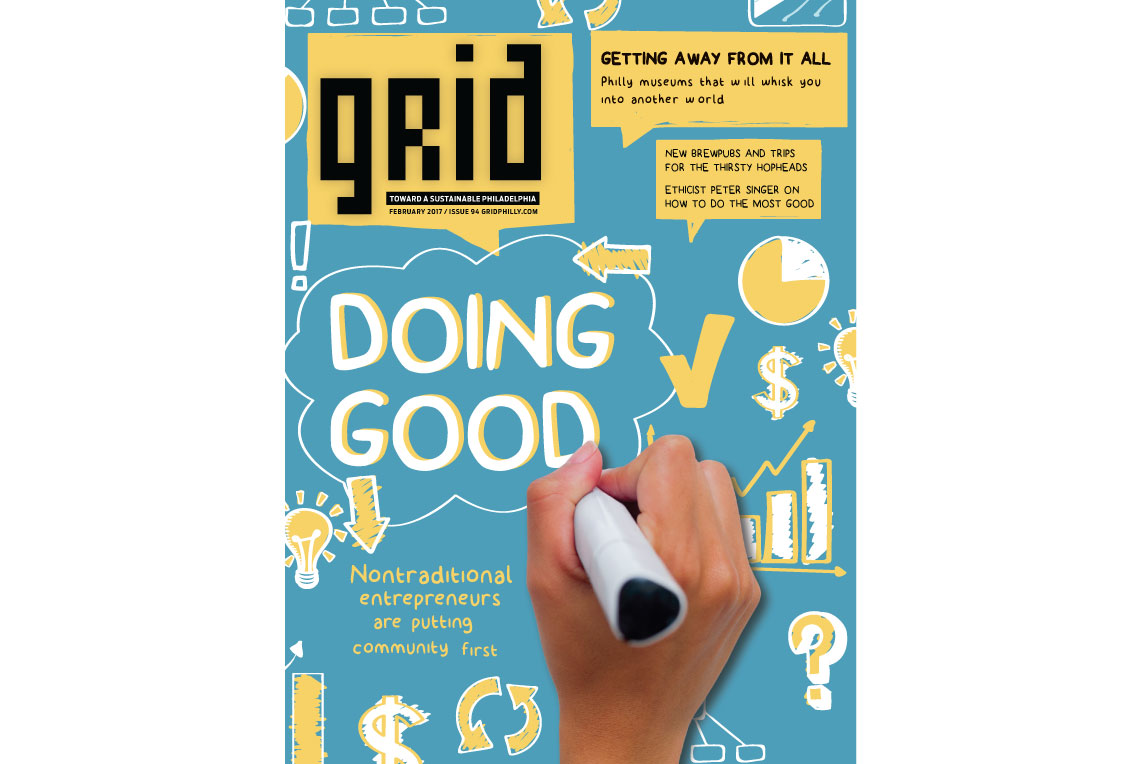 grid
TOWARD A SUSTAINABLE PHILADELPHIA
FEBRUARY 2017 / ISSUE 94 GRIDPHILLY.COM
GETTING AWAY FROM IT ALL
Philly museums that will whisk you
into another world
NEW BREWPUBS AND TRIPS
FOR THE THIRSTY HOPHEADS
ETHICIST PETER SINGER ON
HOW TO DO THE MOST GOOD
DOING
GOOD
Nontraditional
entrepreneurs
are putting
community first